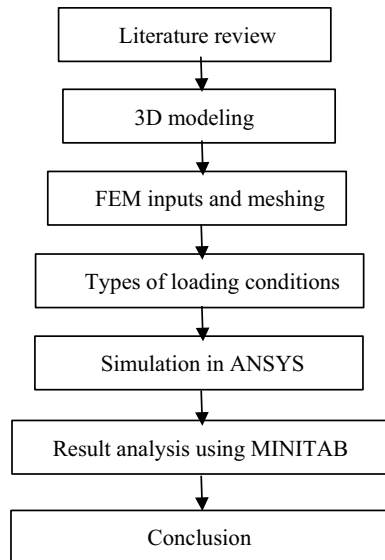 Literature review
3D modeling
FEM inputs and meshing
Types of loading conditions
Simulation in ANSYS
Result analysis using MINITAB
Conclusion